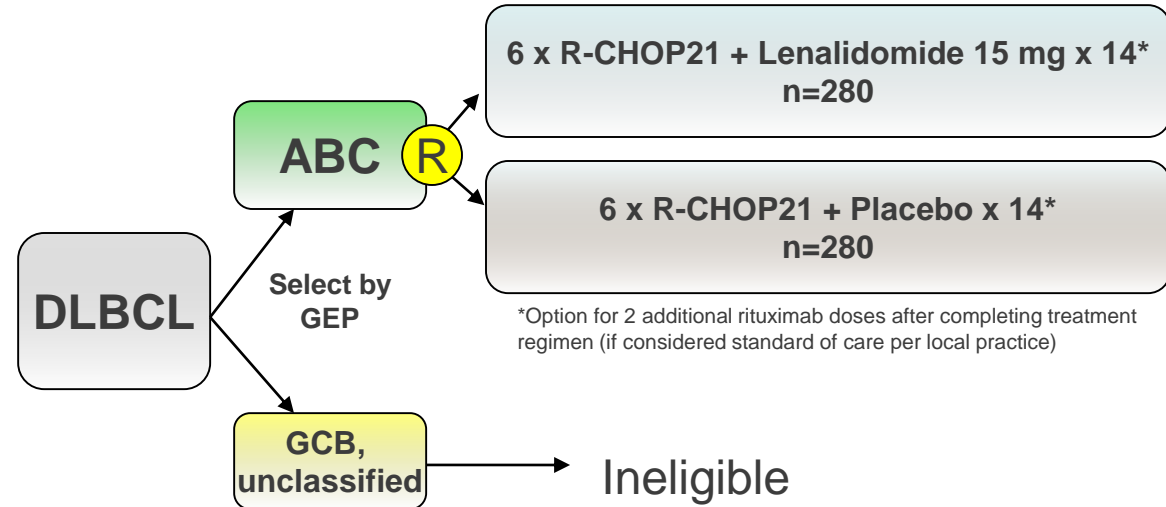 6 x R-CHOP21 + Lenalidomide 15 mg x 14*
n=280
ABC
R
6 x R-CHOP21 + Placebo x 14*
n=280
DLBCL
Select by
GEP
*Option for 2 additional rituximab doses after completing treatment
regimen (if considered standard of care per local practice)
GCB,
unclassified
Ineligible